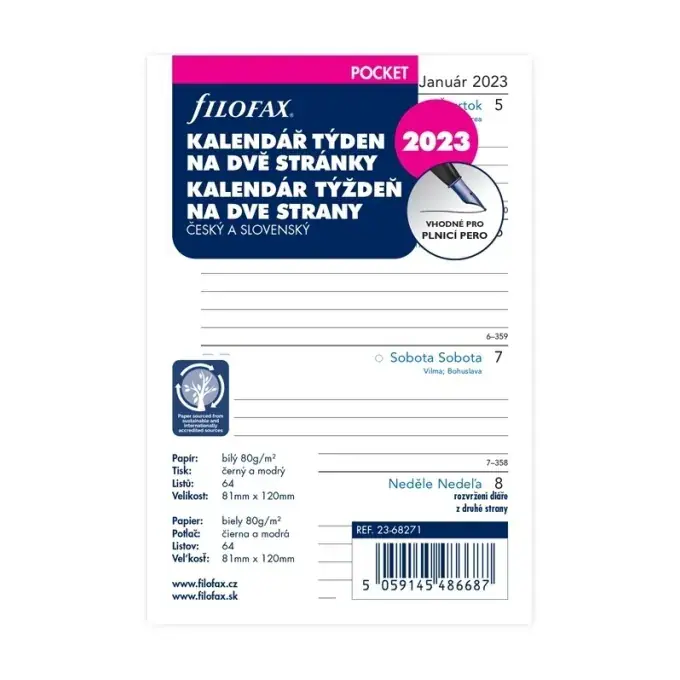 POCKET
Január 2023
5
fILOFAX®
KALENDÁŘ TÝDEN
NA DVĚ STRÁNKY
2023
KALENDÁR TÝŽDEŇ
NA DVE STRANY
ČESKÝ A SLOVENSKÝ
VHODNÉ PRO
PLNICÍ PERO
6–359
Sobota Sobota 7
Vilma; Bohuslava
Paper sourced from
sustainable and
internationally
accredited sources
7–358
Papír: bílý 80g/m²
Tisk: černý a modrý
Listů: 64
Velikost: 81mm x 120mm
Neděle Nedeľa 8
rozvržení diáře
z druhé strany
Papier: biely 80g/m²
Potlač: čierna a modrá
Listov: 64
Veľkosť: 81mm x 120mm
REF. 23-68271
5 059145 486687
www.filofax.cz
www.filofax.sk